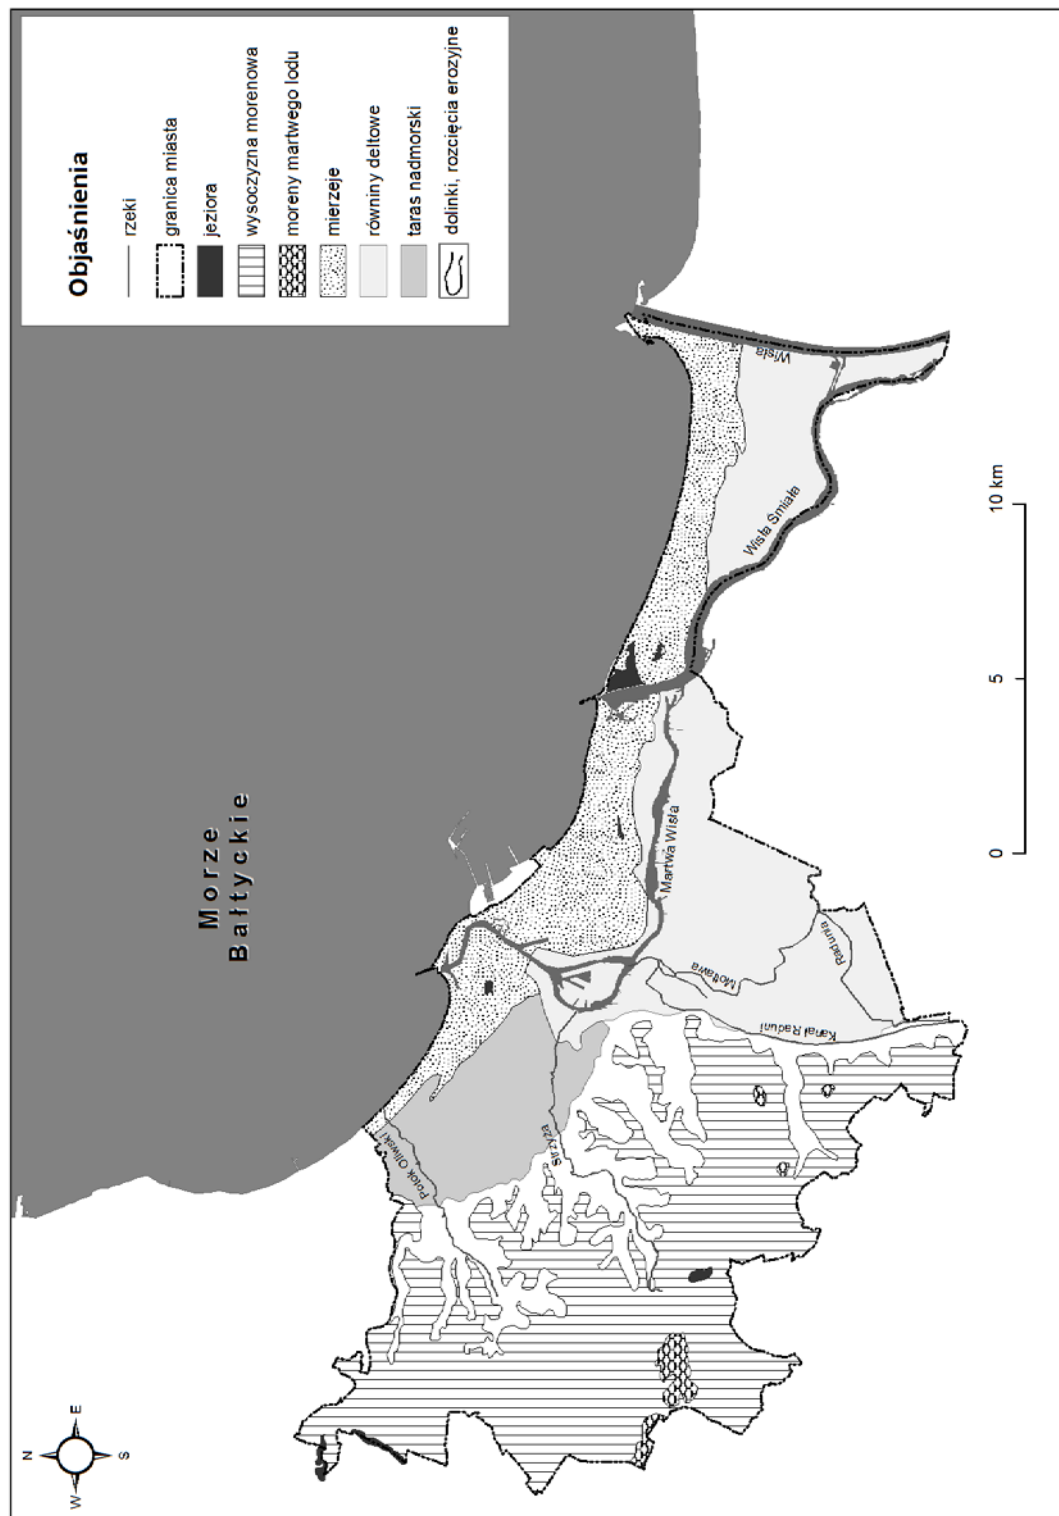 Objaśnienia
rzeki
granica miasta
jeziora
wysoczyzna morenowa
moreny martwego lodu
mierzeje
równiny deltowe
taras nadmorski
dolinki, rozcięcia erozyjne
Morze
Bałtyckie
N
W
E
S
Potok Oliwski
Strzyża
Martwa Wisła
Motława
Radunia
Kanał Raduni
Wisła Śmiała
Wisła
0
5
10 km